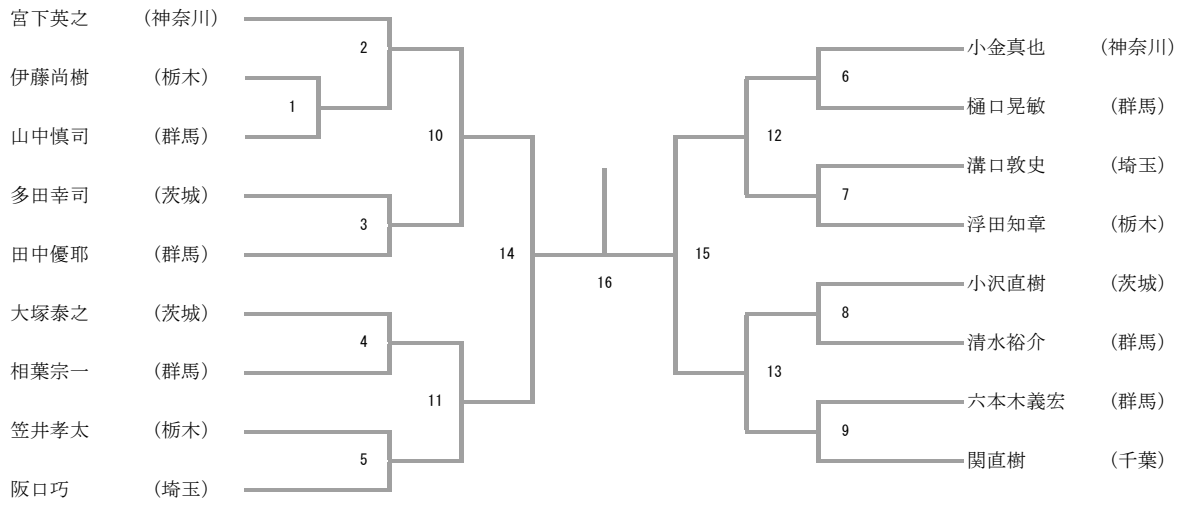 宮下英之 （神奈川）
伊藤尚樹 （栃木）
山中慎司 （群馬）
多田幸司 （茨城）
田中優耶 （群馬）
大塚泰之 （茨城）
相葉宗一 （群馬）
笠井孝太 （栃木）
阪口巧 （埼玉）
2
1
10
3
14
4
11
5
16
小金真也 （神奈川）
樋口晃敏 （群馬）
溝口敦史 （埼玉）
浮田知章 （栃木）
小沢直樹 （茨城）
清水裕介 （群馬）
六本木義宏 （群馬）
関直樹 （千葉）
6
12
7
15
8
13
9